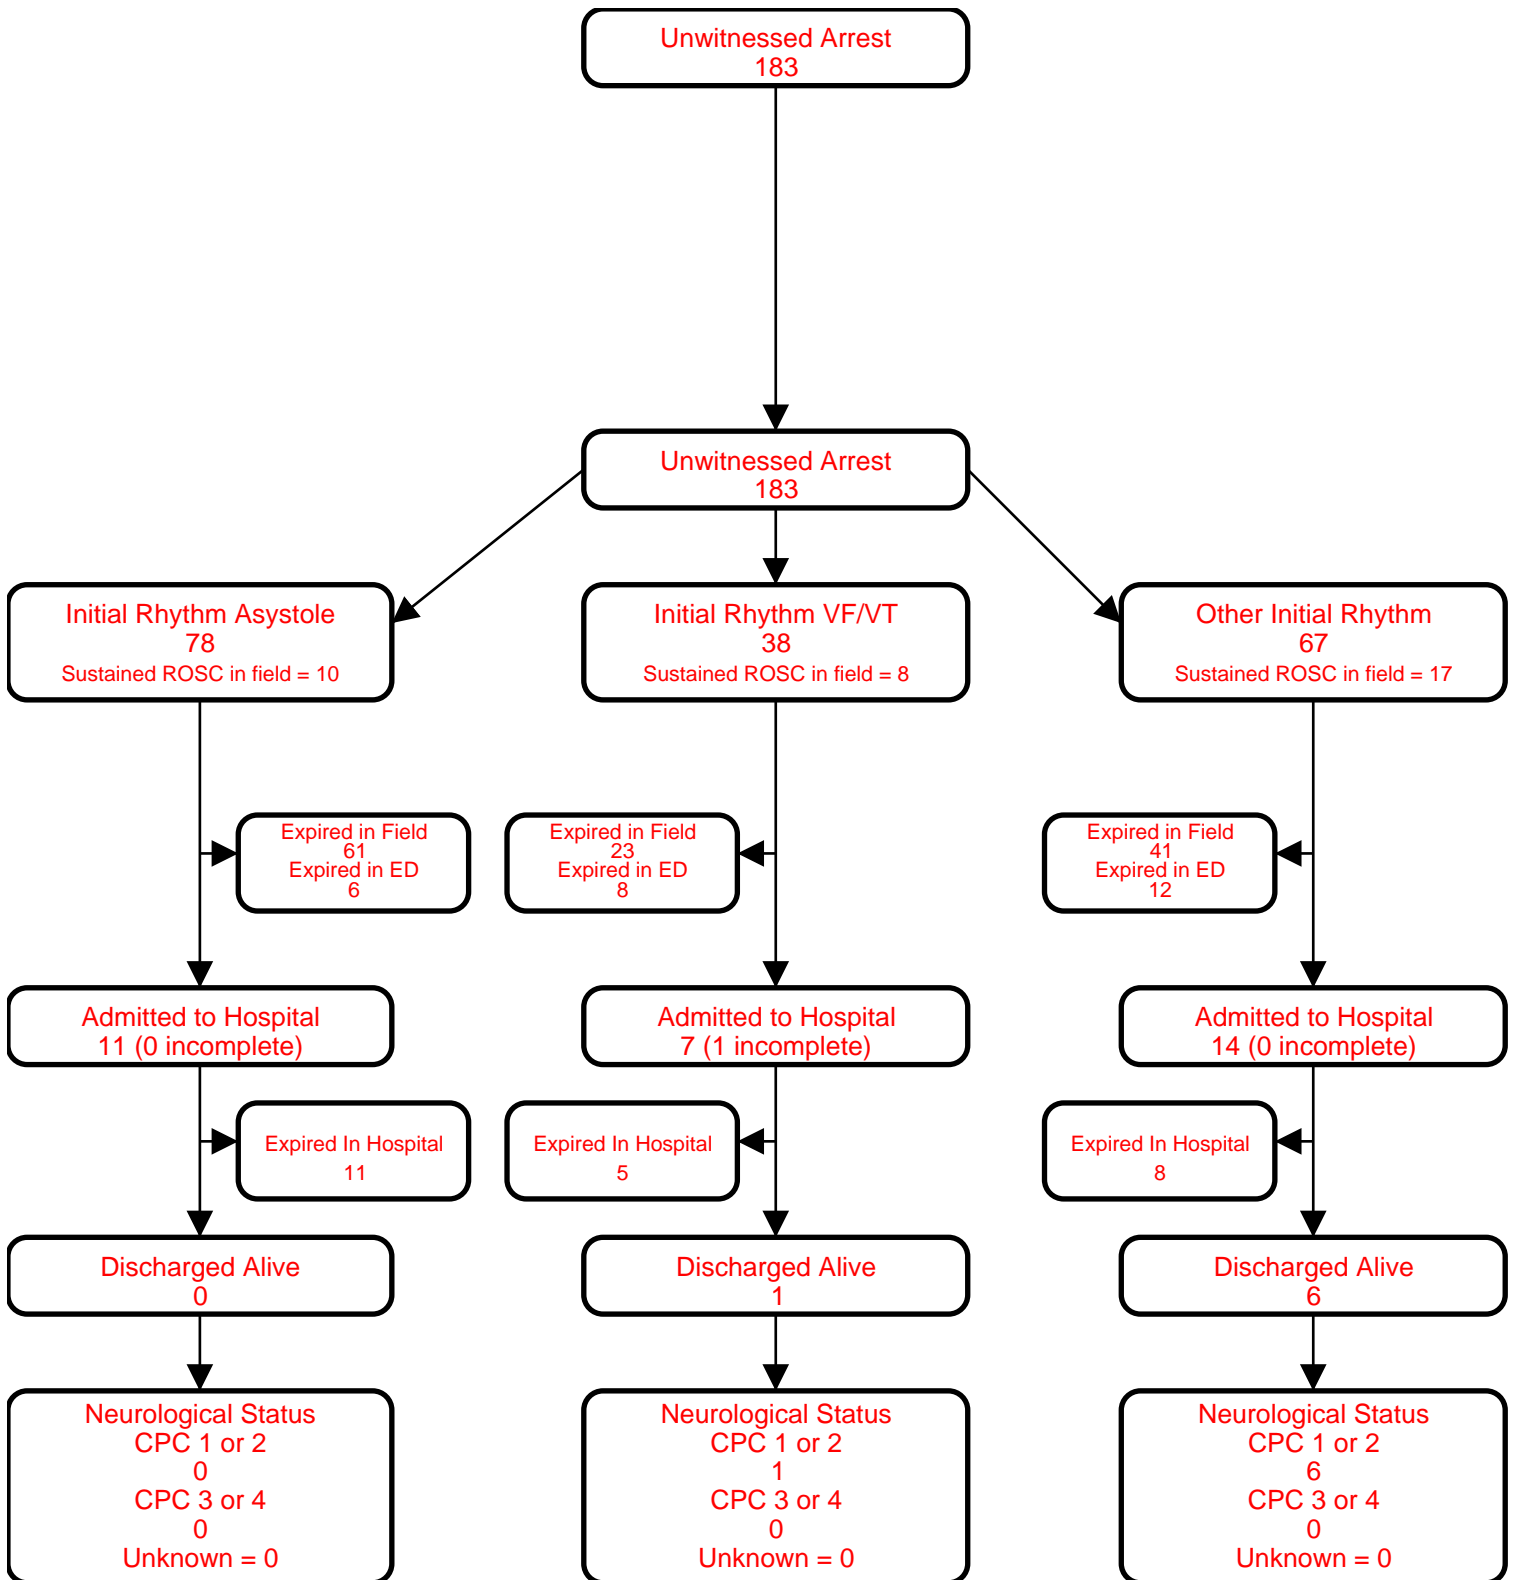 Unwitnessed Arrest
183
Unwitnessed Arrest
183
Initial Rhythm Asystole
78
Sustained ROSC in field = 10
Initial Rhythm VF/VT
38
Sustained ROSC in field = 8
Other Initial Rhythm
67
Sustained ROSC in field = 17
Expired in Field
61
Expired in ED
6
Expired in Field
23
Expired in ED
8
Expired in Field
41
Expired in ED
12
Admitted to Hospital
11 (0 incomplete)
Admitted to Hospital
7 (1 incomplete)
Admitted to Hospital
14 (0 incomplete)
Expired In Hospital
11
Expired In Hospital
5
Expired In Hospital
8
Discharged Alive
0
Discharged Alive
1
Discharged Alive
6
Neurological Status
CPC 1 or 2
0
CPC 3 or 4
0
Unknown = 0
Neurological Status
CPC 1 or 2
1
CPC 3 or 4
0
Unknown = 0
Neurological Status
CPC 1 or 2
6
CPC 3 or 4
0
Unknown = 0